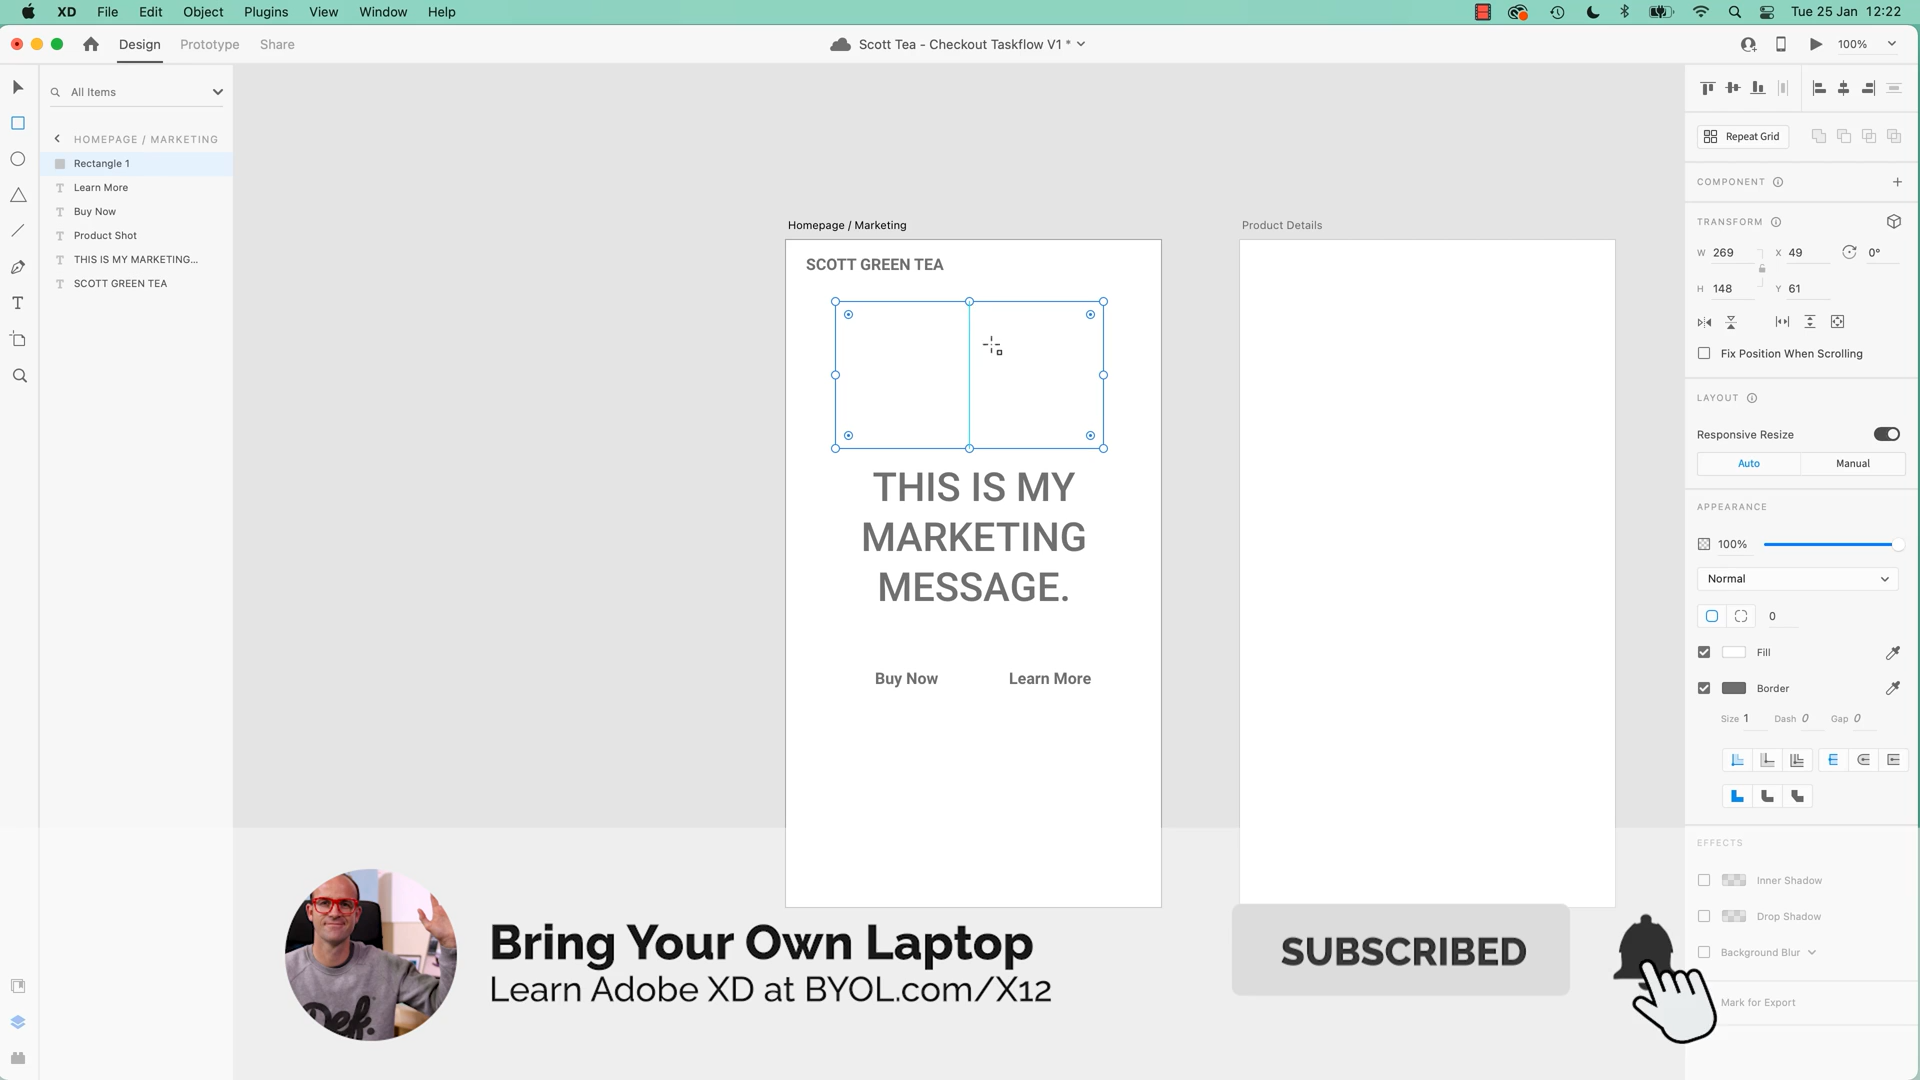 XD File Edit Object Plugins View Window Help
Tue 25 Jan 12:22
Design Prototype Share
Scott Tea - Checkout Taskflow V1 *
100%
All Items
HOMEPAGE / MARKETING
Rectangle 1
Learn More
Buy Now
Product Shot
THIS IS MY MARKETING...
SCOTT GREEN TEA
Homepage / Marketing
SCOTT GREEN TEA
THIS IS MY
MARKETING
MESSAGE.
Buy Now Learn More
Product Details
Repeat Grid
COMPONENT
TRANSFORM
W 269 X 49 0°
H 148 Y 61
Fix Position When Scrolling
LAYOUT
Responsive Resize
Auto Manual
APPEARANCE
100%
Normal
0
Fill
Border
Size 1 Dash 0 Gap 0
EFFECTS
Inner Shadow
Drop Shadow
Background Blur
Mark for Export
Def.
Bring Your Own Laptop
Learn Adobe XD at BYOL.com/X12
SUBSCRIBED